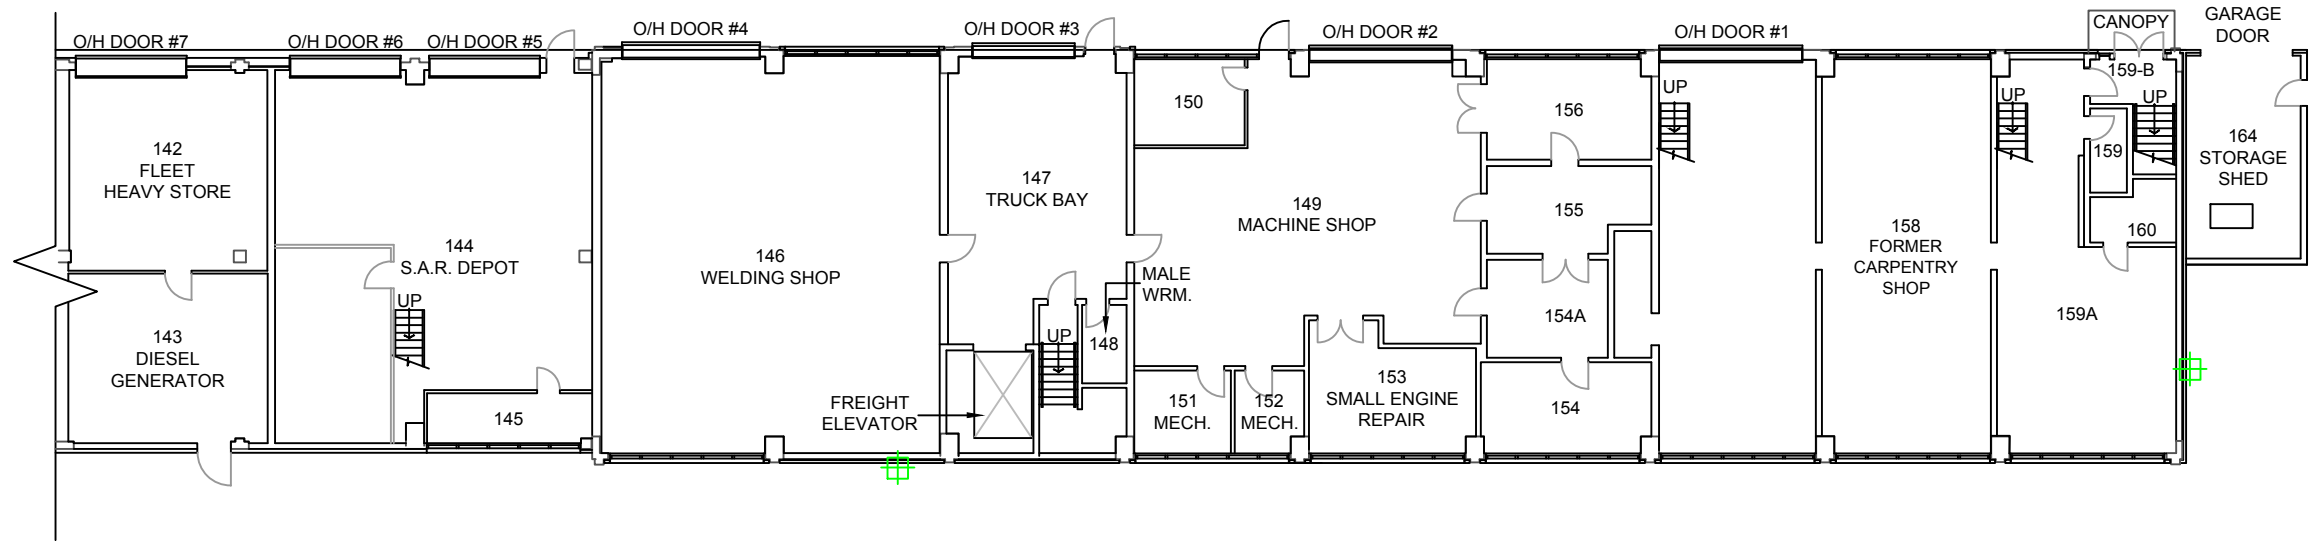 O/H DOOR #7
O/H DOOR #6
O/H DOOR #5
O/H DOOR #4
O/H DOOR #3
O/H DOOR #2
O/H DOOR #1
CANOPY
GARAGE
DOOR
142
FLEET
HEAVY STORE
143
DIESEL
GENERATOR
144
S.A.R. DEPOT
UP
145
146
WELDING SHOP
FREIGHT
ELEVATOR
147
TRUCK BAY
UP
148
MALE
WRM.
150
149
MACHINE SHOP
151
MECH.
152
MECH.
153
SMALL ENGINE
REPAIR
156
155
154A
154
UP
158
FORMER
CARPENTRY
SHOP
UP
159-B
UP
159
160
159A
164
STORAGE
SHED